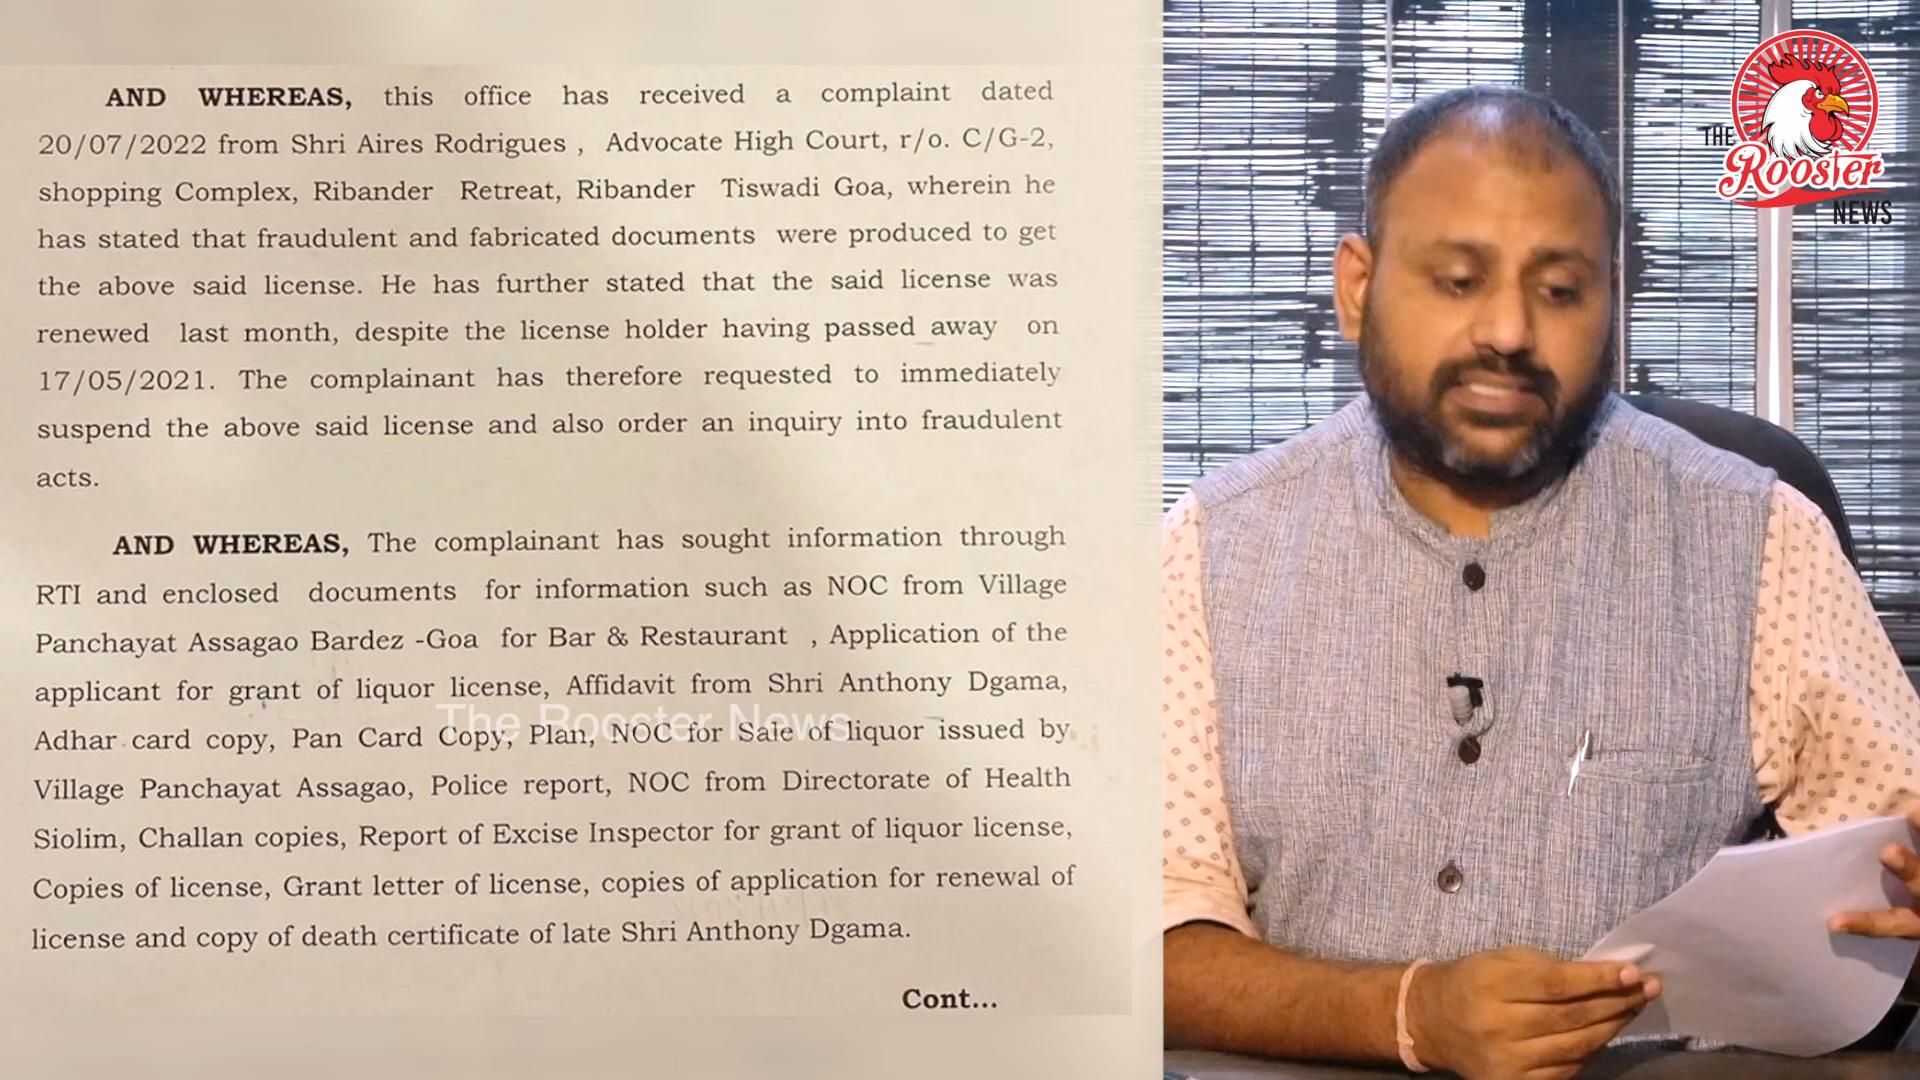 AND WHEREAS, this office has received a complaint dated
20/07/2022 from Shri Aires Rodrigues , Advocate High Court, r/o. C/G-2,
shopping Complex, Ribander Retreat, Ribander Tiswadi Goa, wherein he
has stated that fraudulent and fabricated documents were produced to get
the above said license. He has further stated that the said license was
renewed last month, despite the license holder having passed away on
17/05/2021. The complainant has therefore requested to immediately
suspend the above said license and also order an inquiry into fraudulent
acts.
AND WHEREAS, The complainant has sought information through
RTI and enclosed documents for information such as NOC from Village
Panchayat Assagao Bardez -Goa for Bar & Restaurant , Application of the
applicant for grant of liquor license, Affidavit from Shri Anthony Dgama,
Adhar card copy, Pan Card Copy, Plan, NOC for Sale of liquor issued by
Village Panchayat Assagao, Police report, NOC from Directorate of Health
Siolim, Challan copies, Report of Excise Inspector for grant of liquor license,
Copies of license, Grant letter of license, copies of application for renewal of
license and copy of death certificate of late Shri Anthony Dgama.
Cont...
The Rooster News
THE
Rooster
NEWS